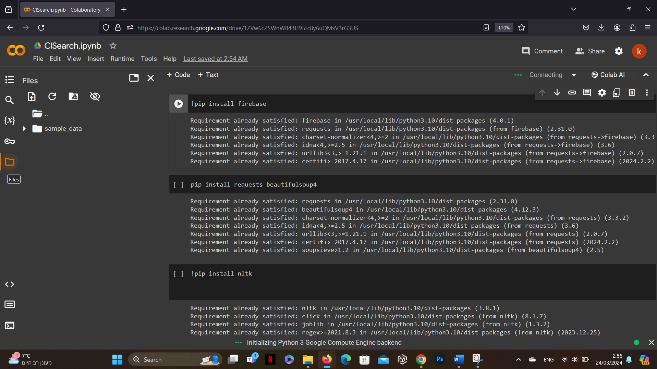 CISearch.ipynb - Colaboratory
https://colab.research.google.com/drive/
110%
CISearch.ipynb
File Edit View Insert Runtime Tools Help Last saved at 2:54 AM
Comment Share k
Files
+ Code + Text
Connecting
Colab AI
..
sample_data
Files
!pip install firebase
Requirement already satisfied: firebase in /usr/local/lib/python3.10/dist-packages (4.0.1)
Requirement already satisfied: requests in /usr/local/lib/python3.10/dist-packages (from firebase) (2.31.0)
Requirement already satisfied: charset-normalizer<4,>=2 in /usr/local/lib/python3.10/dist-packages (from requests->firebase) (3.3
Requirement already satisfied: idna<4,>=2.5 in /usr/local/lib/python3.10/dist-packages (from requests->firebase) (3.6)
Requirement already satisfied: urllib3<3,>=1.21.1 in /usr/local/lib/python3.10/dist-packages (from requests->firebase) (2.0.7)
Requirement already satisfied: certifi>=2017.4.17 in /usr/local/lib/python3.10/dist-packages (from requests->firebase) (2024.2.2)
[ ] pip install requests beautifulsoup4
Requirement already satisfied: requests in /usr/local/lib/python3.10/dist-packages (2.31.0)
Requirement already satisfied: beautifulsoup4 in /usr/local/lib/python3.10/dist-packages (4.12.3)
Requirement already satisfied: charset-normalizer<4,>=2 in /usr/local/lib/python3.10/dist-packages (from requests) (3.3.2)
Requirement already satisfied: idna<4,>=2.5 in /usr/local/lib/python3.10/dist-packages (from requests) (3.6)
Requirement already satisfied: urllib3<3,>=1.21.1 in /usr/local/lib/python3.10/dist-packages (from requests) (2.0.7)
Requirement already satisfied: certifi>=2017.4.17 in /usr/local/lib/python3.10/dist-packages (from requests) (2024.2.2)
Requirement already satisfied: soupsieve>1.2 in /usr/local/lib/python3.10/dist-packages (from beautifulsoup4) (2.5)
[ ] !pip install nltk
Requirement already satisfied: nltk in /usr/local/lib/python3.10/dist-packages (3.8.1)
Requirement already satisfied: click in /usr/local/lib/python3.10/dist-packages (from nltk) (8.1.7)
Requirement already satisfied: joblib in /usr/local/lib/python3.10/dist-packages (from nltk) (1.3.2)
Requirement already satisfied: regex>=2021.8.3 in /usr/local/lib/python3.10/dist-packages (from nltk) (2023.12.25)
Initializing Python 3 Google Compute Engine backend
Search
ENG
24/03/2024